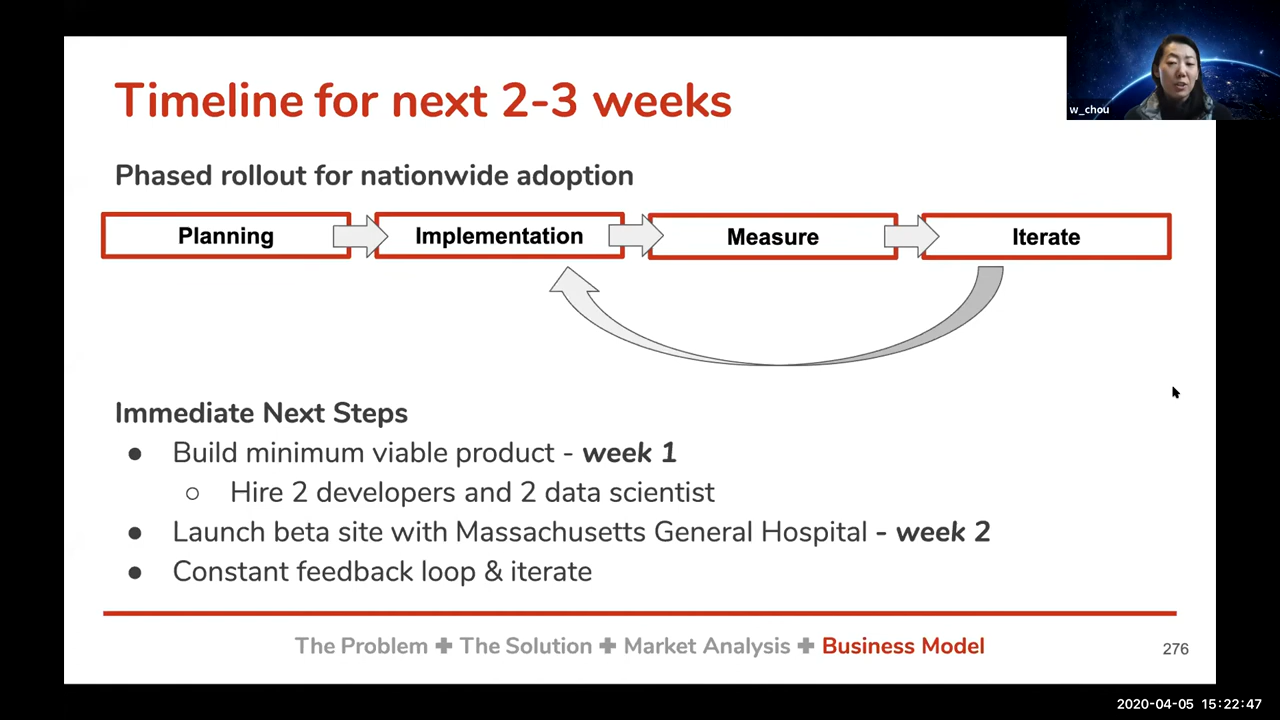 Timeline for next 2-3 weeks
w_chou
Phased rollout for nationwide adoption
Planning
Implementation
Measure
Iterate
Immediate Next Steps
● Build minimum viable product - week 1
○ Hire 2 developers and 2 data scientist
● Launch beta site with Massachusetts General Hospital - week 2
● Constant feedback loop & iterate
The Problem ✚ The Solution ✚ Market Analysis ✚ Business Model
276
2020-04-05 15:22:47